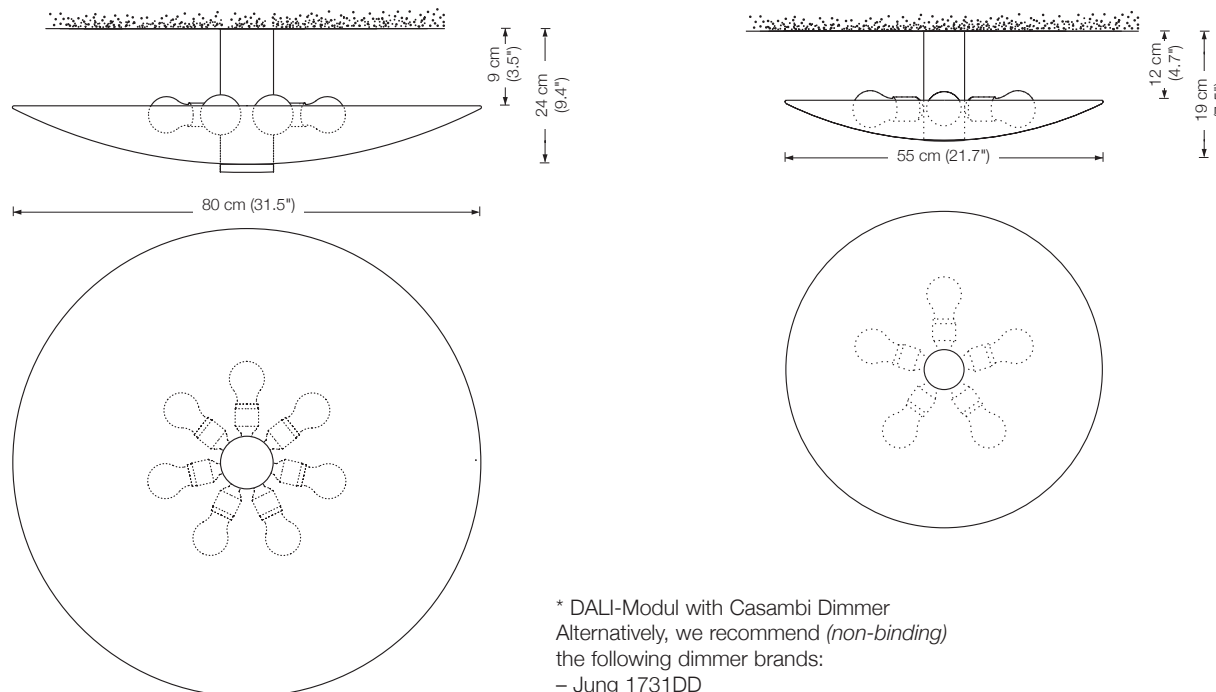 9 cm
(3.5")
24 cm
(9.4")
80 cm (31.5")
12 cm
(4.7")
19 cm
55 cm (21.7")
* DALI-Modul with Casambi Dimmer
Alternatively, we recommend (non-binding)
the following dimmer brands:
– Jung 1731DD